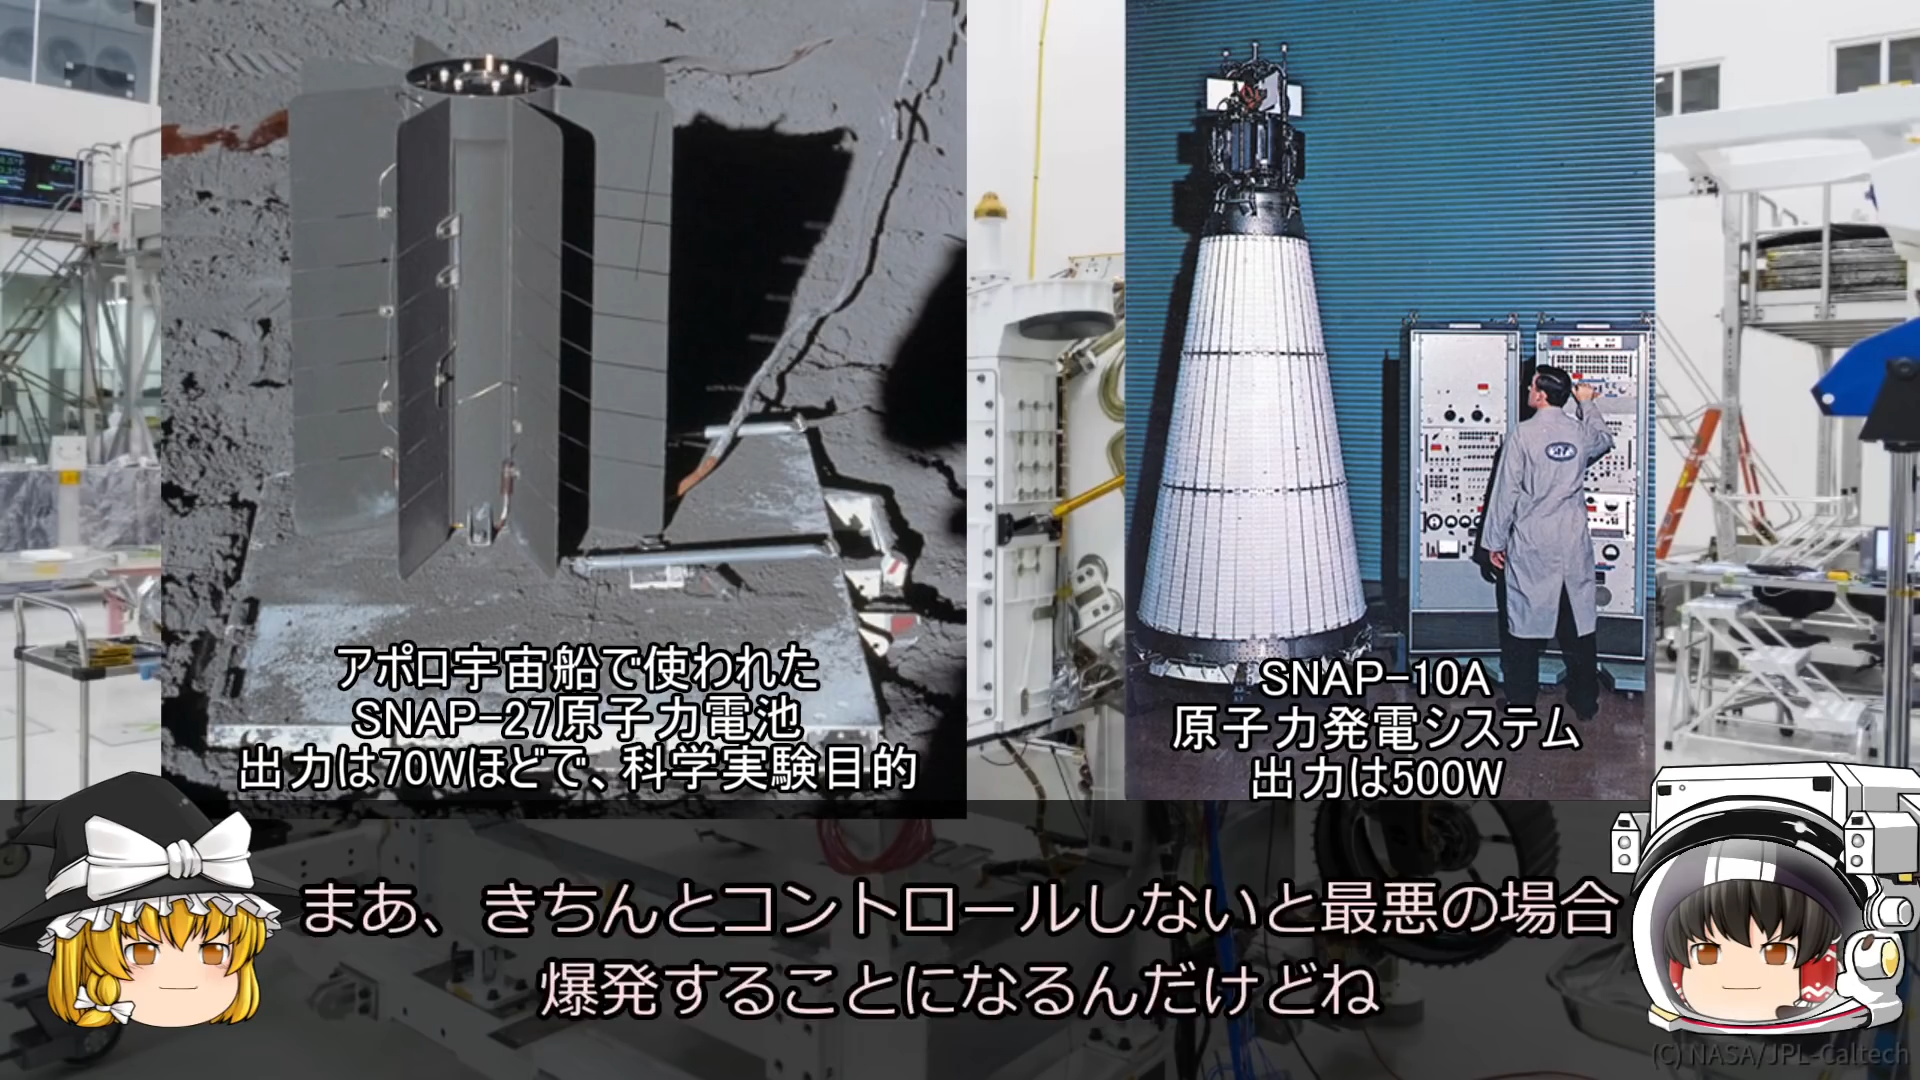 アポロ宇宙船で使われた
SNAP-27原子力電池
出力は70Wほどで、科学実験目的
SNAP-10A
原子力発電システム
出力は500W
まあ、きちんとコントロールしないと最悪の場合
爆発することになるんだけどね
(C) NASA/JPL-Caltech